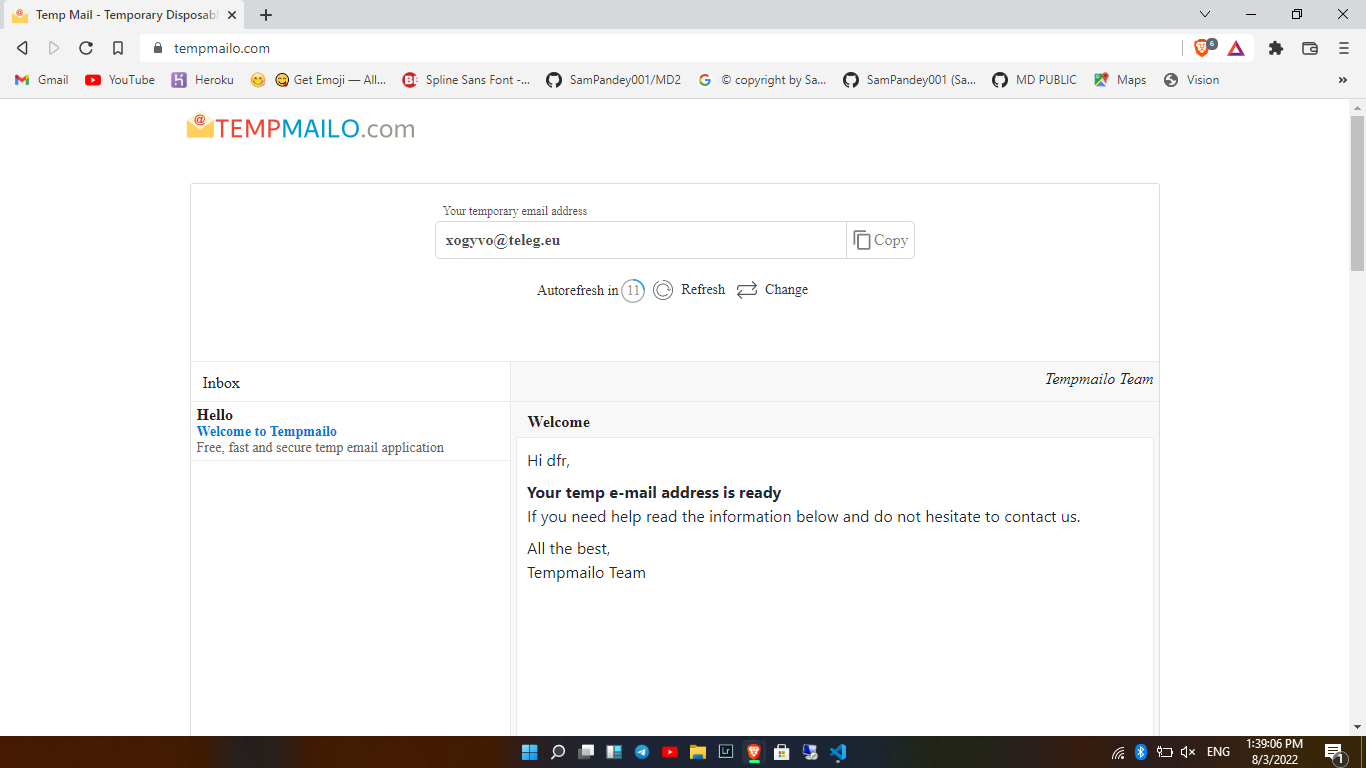 Temp Mail - Temporary Disposabl
tempmailo.com
6
Gmail
YouTube
Heroku
Get Emoji — All...
Spline Sans Font -...
SamPandey001/MD2
© copyright by Sa...
SamPandey001 (Sa...
MD PUBLIC
Maps
Vision
»
@TEMPMAILO.com
Your temporary email address
xogyvo@teleg.eu
Copy
Autorefresh in 11 Refresh Change
Inbox
Tempmailo Team
Hello
Welcome to Tempmailo
Free, fast and secure temp email application
Welcome
Hi dfr,
Your temp e-mail address is ready
If you need help read the information below and do not hesitate to contact us.
All the best,
Tempmailo Team
Lr
ENG
1:39:06 PM
8/3/2022
1